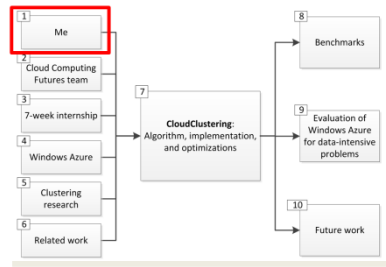 1
Me
2
Cloud Computing
Futures team
3
7-week internship
4
Windows Azure
5
Clustering
research
6
Related work
7
CloudClustering:
Algorithm, implementation,
and optimizations
8
Benchmarks
9
Evaluation of
Windows Azure
for data-intensive
problems
10
Future work